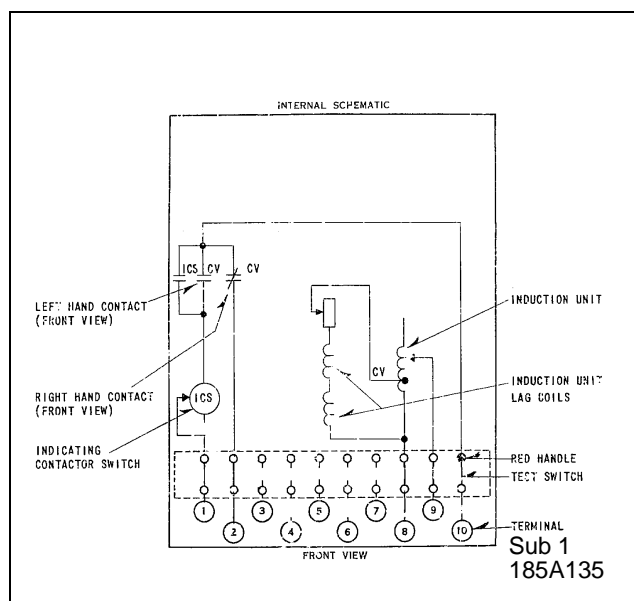 INTERNAL SCHEMATIC
ICS CV CV
LEFT HAND CONTACT
(FRONT VIEW)
INDUCTION UNIT
CV
RIGHT HAND CONTACT
(FRONT VIEW)
ICS
INDUCTION UNIT
LAG COILS
INDICATING
CONTACTOR SWITCH
RED HANDLE
TEST SWITCH
1 3 5 7 9
2 4 6 8 10
TERMINAL
FRONT VIEW
Sub 1
185A135